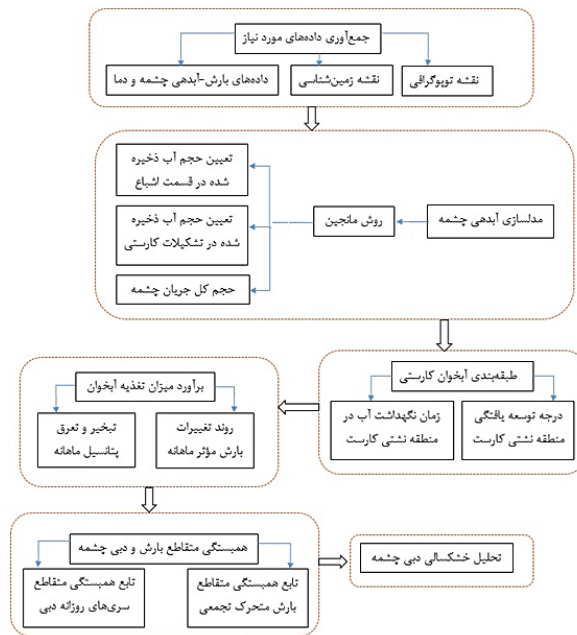 جمع‌آوری داده‌های مورد نیاز
نقشه توپوگرافی
نقشه زمین‌شناسی
داده‌های بارش-آبدهی چشمه و دما
مدلسازی آبدهی چشمه
روش مانجین
تعیین حجم آب ذخیره
شده در قسمت اشباع
تعیین حجم آب ذخیره
شده در تشکیلات کارستی
حجم کل جریان چشمه
طبقه‌بندی آبخوان کارستی
درجه توسعه یافتگی
منطقه نشتی کارست
زمان نگهداشت آب در
منطقه نشتی کارست
برآورد میزان تغذیه آبخوان
روند تغییرات
بارش مؤثر ماهانه
تبخیر و تعرق
پتانسیل ماهانه
همبستگی متقاطع بارش و دبی چشمه
تابع همبستگی متقاطع
بارش متحرک تجمعی
تابع همبستگی متقاطع
سری‌های روزانه دبی
تحلیل خشکسالی دبی چشمه